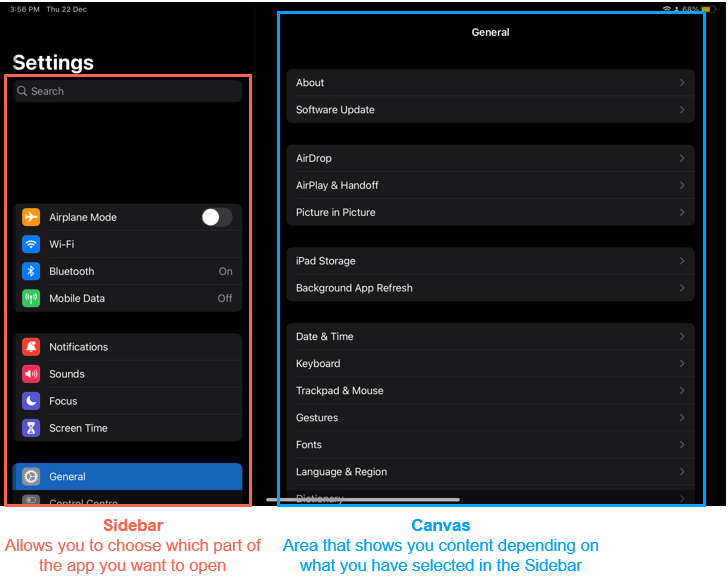 3:56 PM Thu 22 Dec
68%
Settings
Search
Airplane Mode
Wi-Fi
Bluetooth On
Mobile Data Off
Notifications
Sounds
Focus
Screen Time
General
Control Centre
General
About
Software Update
AirDrop
AirPlay & Handoff
Picture in Picture
iPad Storage
Background App Refresh
Date & Time
Keyboard
Trackpad & Mouse
Gestures
Fonts
Language & Region
Dictionary
Sidebar
Allows you to choose which part of
the app you want to open
Canvas
Area that shows you content depending on
what you have selected in the Sidebar